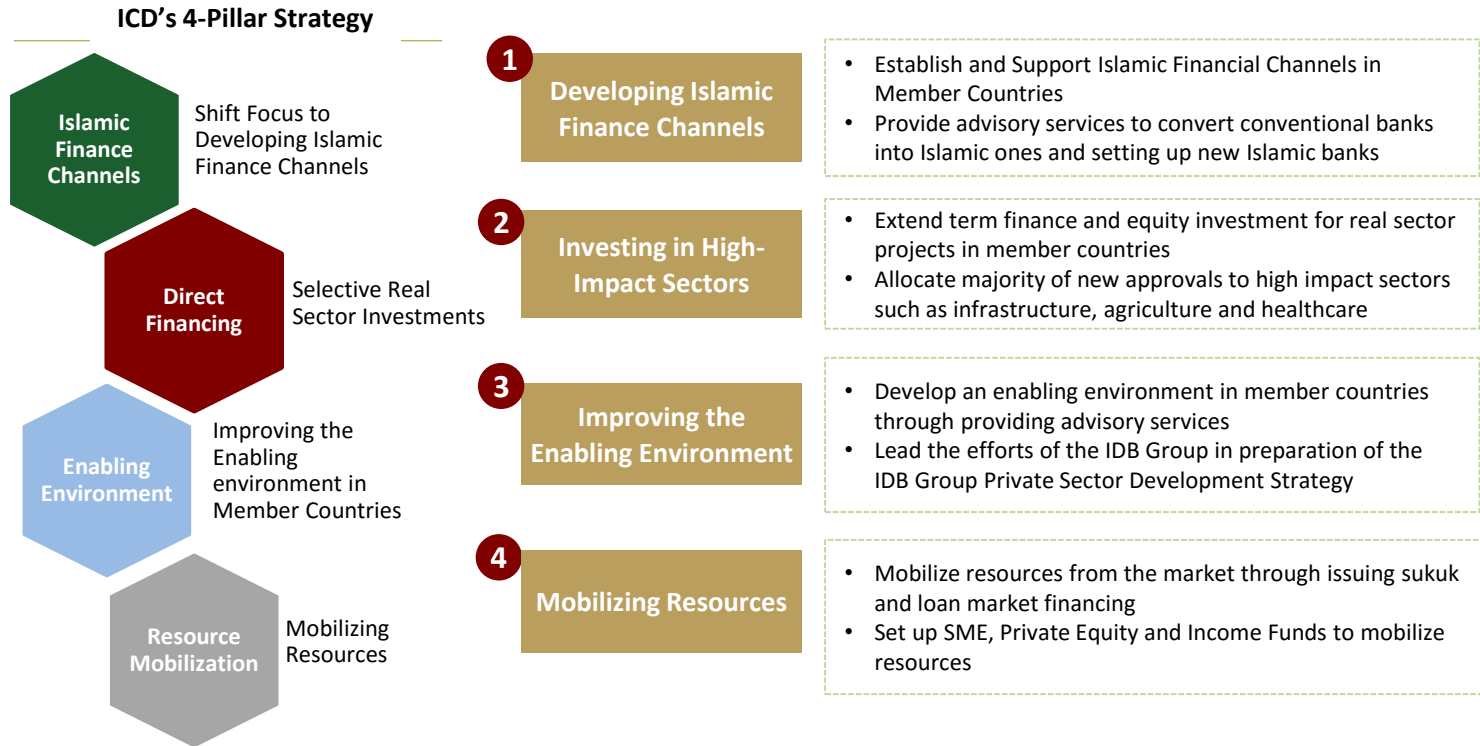 ICD's 4-Pillar Strategy
Islamic
Finance
Channels
Shift Focus to
Developing Islamic
Finance Channels
Direct
Financing
Selective Real
Sector Investments
Enabling
Environment
Improving the
Enabling
environment in
Member Countries
Resource
Mobilization
Mobilizing
Resources
1
Developing Islamic
Finance Channels
• Establish and Support Islamic Financial Channels in
Member Countries
• Provide advisory services to convert conventional banks
into Islamic ones and setting up new Islamic banks
2
Investing in High-
Impact Sectors
• Extend term finance and equity investment for real sector
projects in member countries
• Allocate majority of new approvals to high impact sectors
such as infrastructure, agriculture and healthcare
3
Improving the
Enabling Environment
• Develop an enabling environment in member countries
through providing advisory services
• Lead the efforts of the IDB Group in preparation of the
IDB Group Private Sector Development Strategy
4
Mobilizing Resources
• Mobilize resources from the market through issuing sukuk
and loan market financing
• Set up SME, Private Equity and Income Funds to mobilize
resources